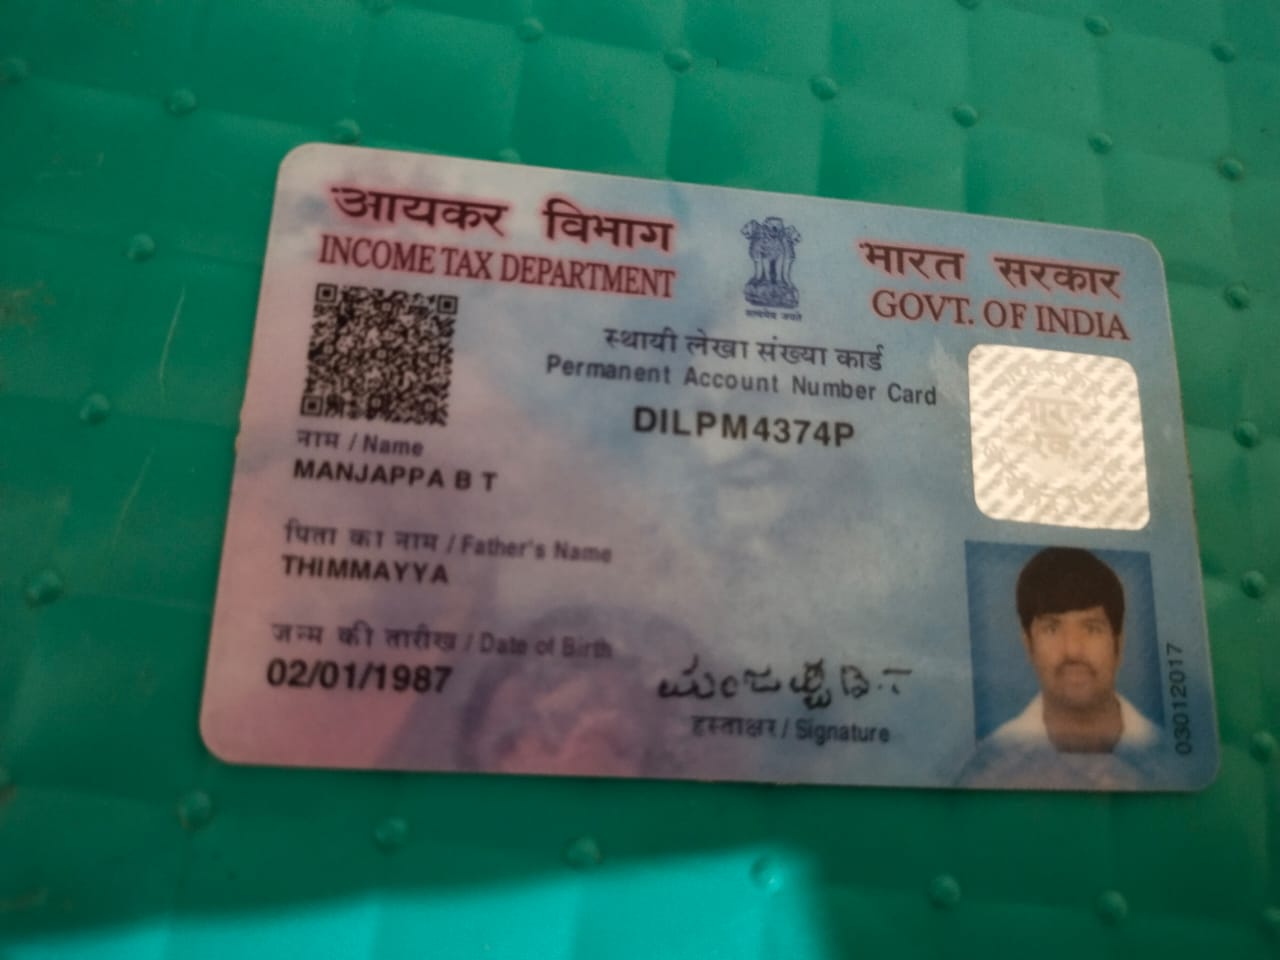 आयकर विभाग
INCOME TAX DEPARTMENT
सत्यमेव जयते
भारत सरकार
GOVT. OF INDIA
स्थायी लेखा संख्या कार्ड
Permanent Account Number Card
DILPM4374P
नाम / Name
MANJAPPA B T
पिता का नाम / Father's Name
THIMMAYYA
जन्म की तारीख / Date of Birth
02/01/1987
ಮಂಜಪ್ಪ ಬಿ.ಟಿ
हस्ताक्षर / Signature
03012017